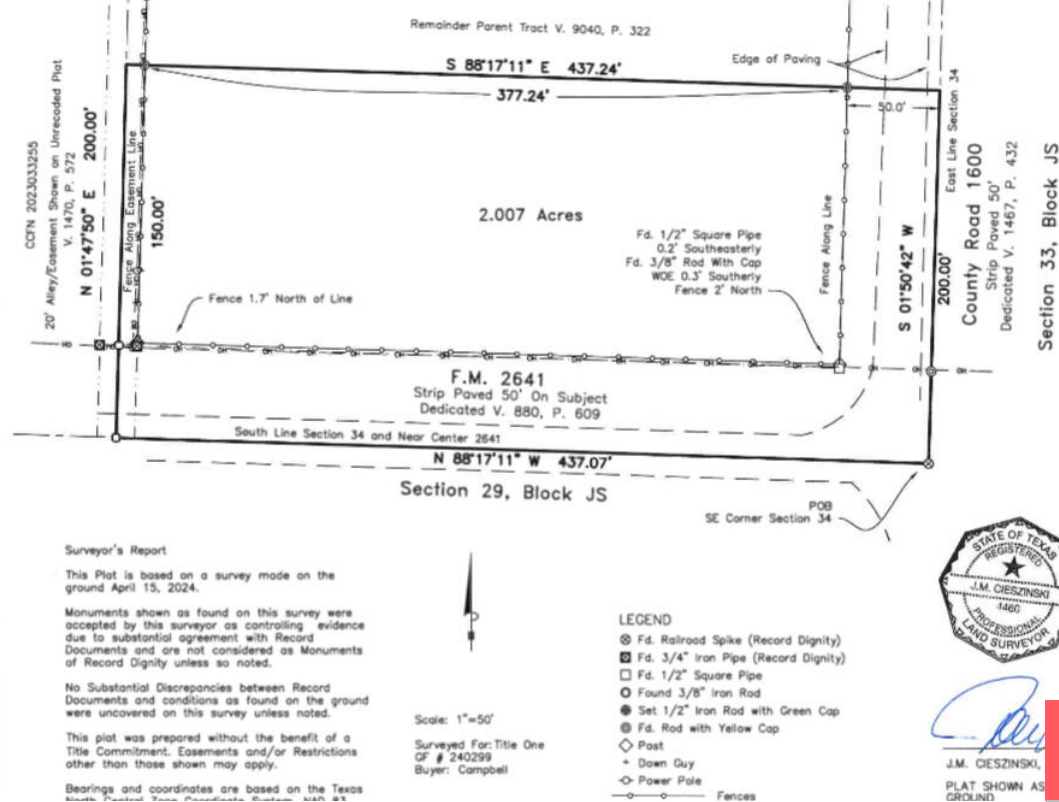 Remainder Parent Tract V. 9040, P. 322
S 88°17'11" E 437.24'
377.24'
Edge of Paving
50.0'
CCFN 2023033255
20' Alley/Easement Shown on Unrecoded Plat
V. 1470, P. 572
N 01°47'50" E 200.00'
Fence Along Easement Line
150.00'
2.007 Acres
Fd. 1/2" Square Pipe
0.2' Southeasterly
Fd. 3/8" Rod With Cap
WOE 0.3' Southerly
Fence 2' North
Fence Along Line
S 01°50'42" W
200.00'
East Line Section 34
County Road 1600
Strip Paved 50'
Dedicated V. 1467, P. 432
Section 33, Block JS
Fence 1.7' North of Line
F.M. 2641
Strip Paved 50' On Subject
Dedicated V. 880, P. 609
South Line Section 34 and Near Center 2641
N 88°17'11" W 437.07'
Section 29, Block JS
POB
SE Corner Section 34
Surveyor's Report
This Plat is based on a survey made on the
ground April 15, 2024.
Monuments shown as found on this survey were
accepted by this surveyor as controlling evidence
due to substantial agreement with Record
Documents and are not considered as Monuments
of Record Dignity unless so noted.
No Substantial Discrepancies between Record
Documents and conditions as found on the ground
were uncovered on this survey unless noted.
This plat was prepared without the benefit of a
Title Commitment. Easements and/or Restrictions
other than those shown may apply.
Bearings and coordinates are based on the Texas
North Central Zone Coordinate System, NAD 83
Scale: 1"=50'
Surveyed For: Title One
GF # 240299
Buyer: Campbell
LEGEND
Fd. Railroad Spike (Record Dignity)
Fd. 3/4" Iron Pipe (Record Dignity)
Fd. 1/2" Square Pipe
Found 3/8" Iron Rod
Set 1/2" Iron Rod with Green Cap
Fd. Rod with Yellow Cap
Post
Down Guy
Power Pole
Fences
STATE OF TEXAS
REGISTERED
J.M. CIESZINSKI
4460
PROFESSIONAL
LAND SURVEYOR
J.M. CIESZINSKI,
PLAT SHOWN AS
GROUND